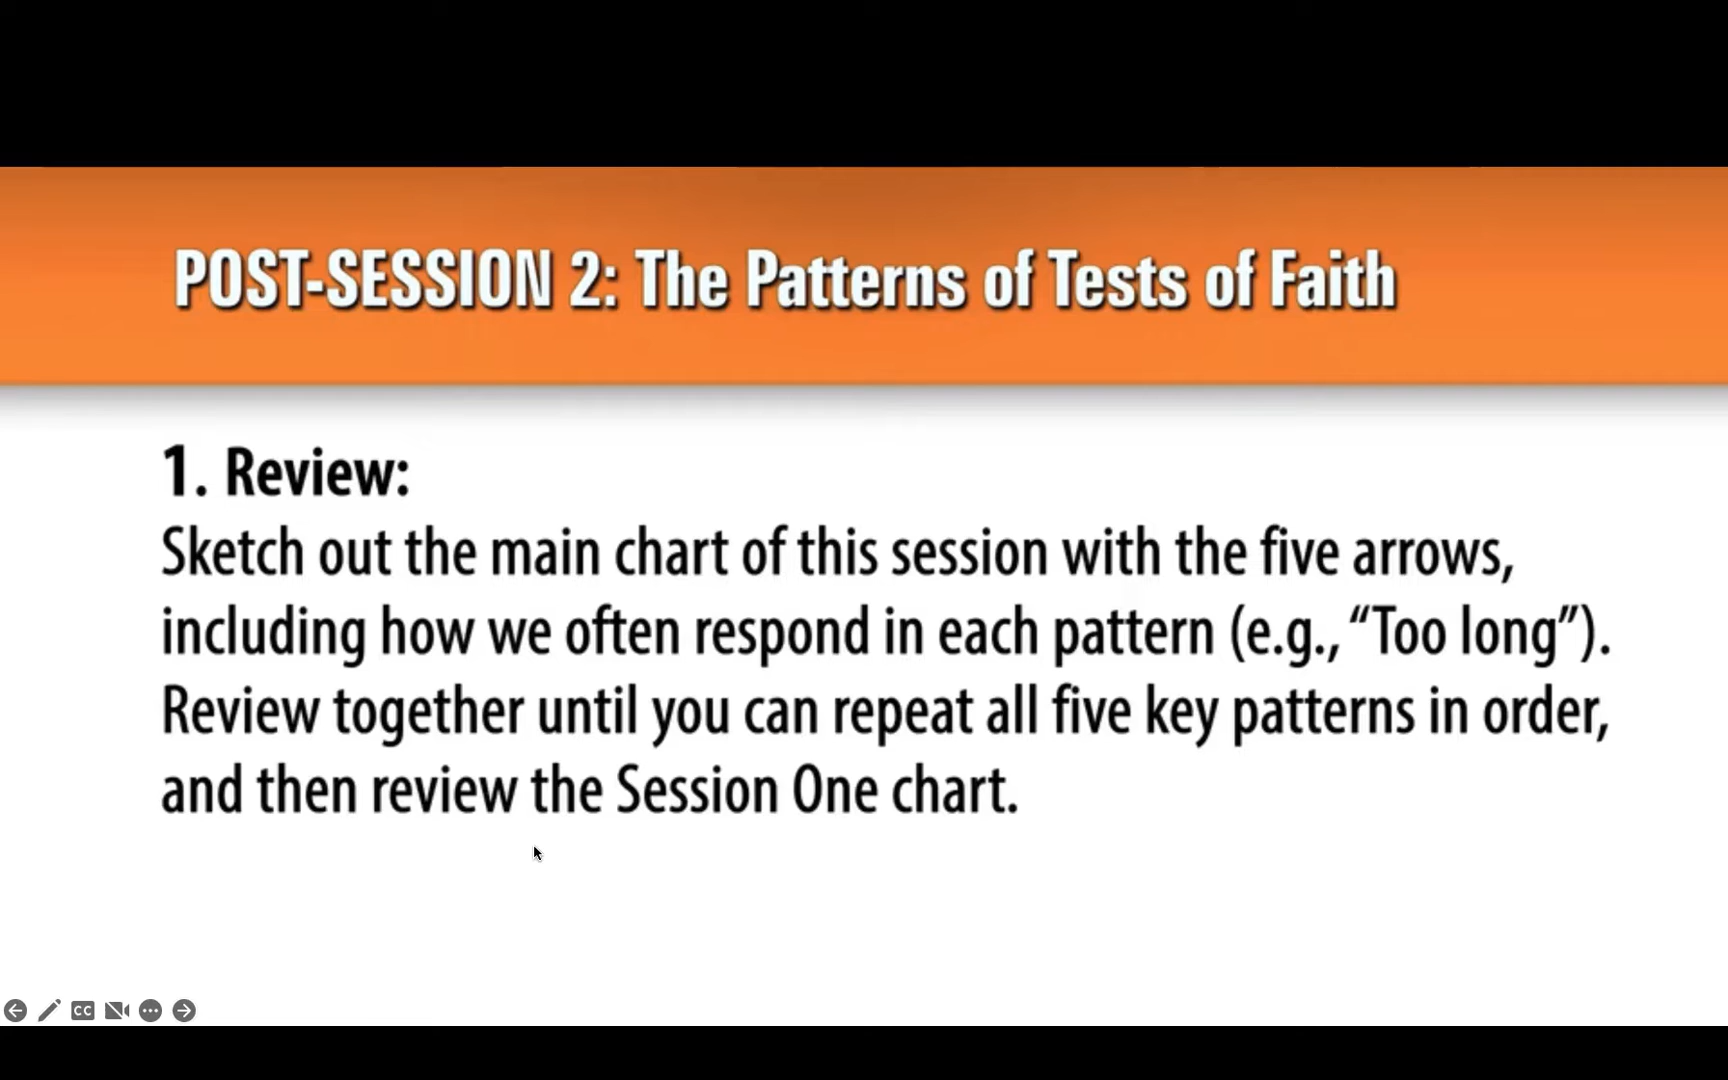 POST-SESSION 2: The Patterns of Tests of Faith
1. Review:
Sketch out the main chart of this session with the five arrows,
including how we often respond in each pattern (e.g., “Too long”).
Review together until you can repeat all five key patterns in order,
and then review the Session One chart.
CC